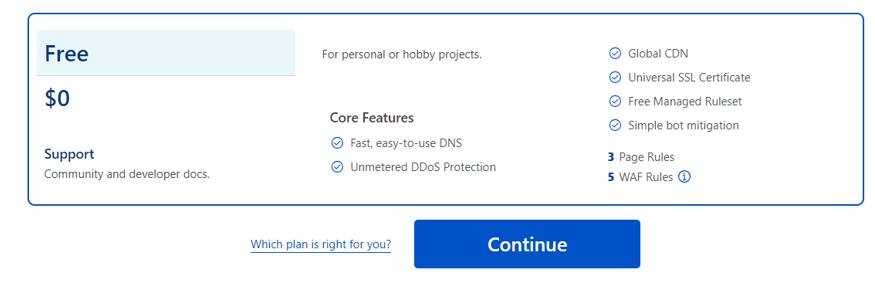 Free
$0
Support
Community and developer docs.
For personal or hobby projects.
Core Features
Fast, easy-to-use DNS
Unmetered DDoS Protection
Global CDN
Universal SSL Certificate
Free Managed Ruleset
Simple bot mitigation
3 Page Rules
5 WAF Rules
Which plan is right for you?
Continue